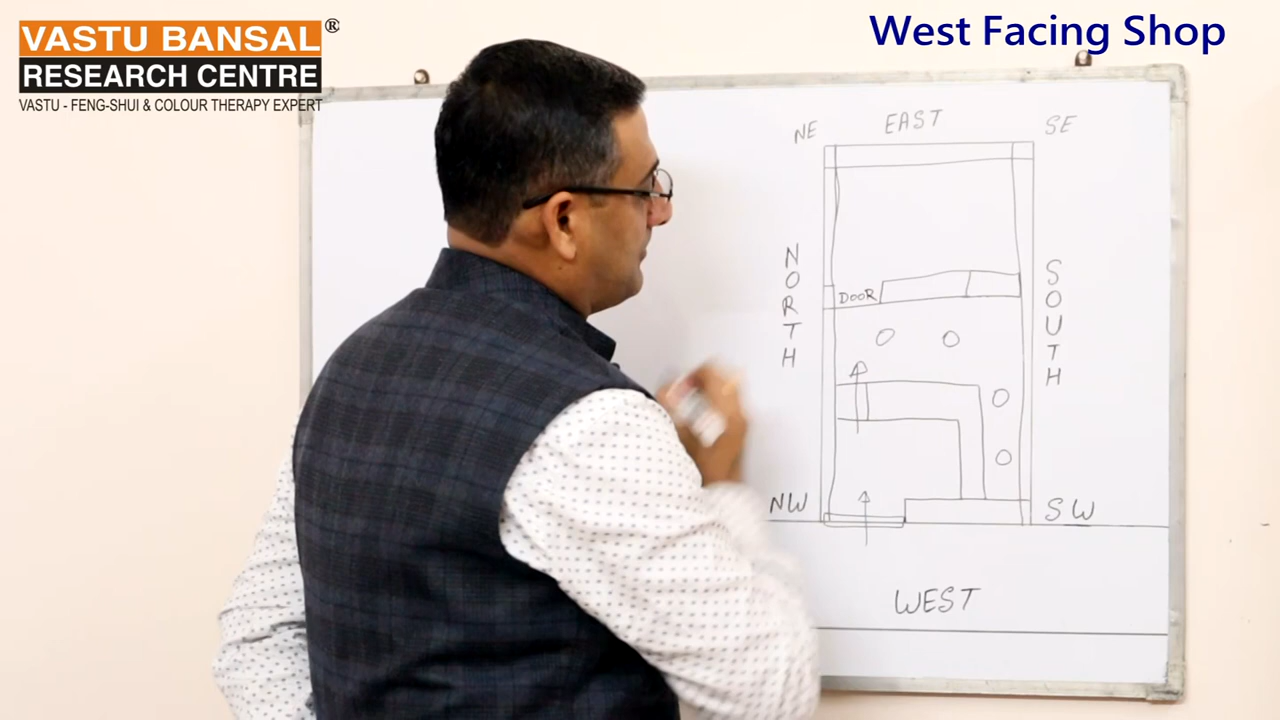 VASTU BANSAL®
RESEARCH CENTRE
VASTU - FENG-SHUI & COLOUR THERAPY EXPERT
West Facing Shop
NE EAST SE
NORTH
SOUTH
DOOR
NW SW
WEST